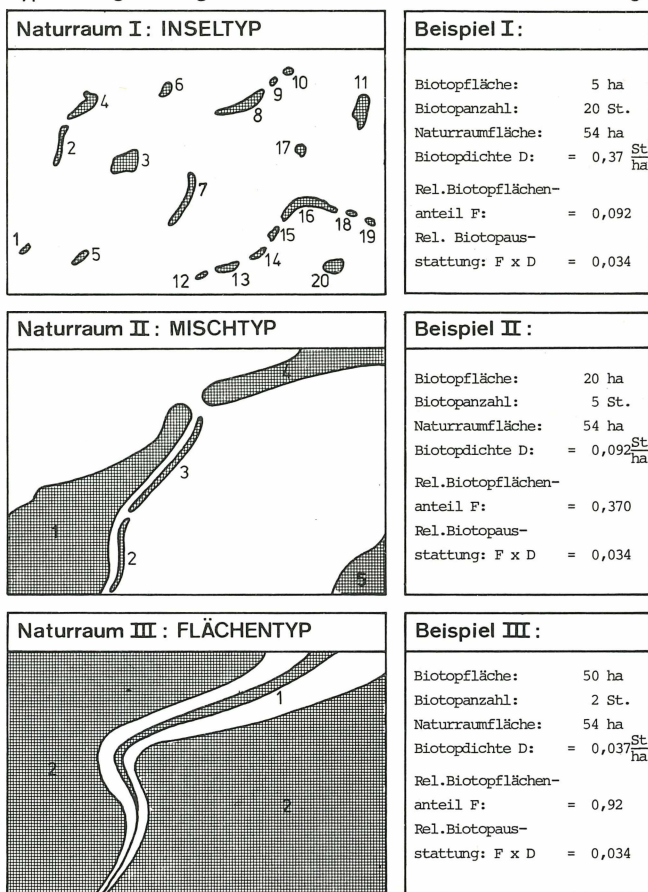 Naturraum I: INSELTYP
1
2
3
4
5
6
7
8
9
10
11
12
13
14
15
16
17
18
19
20
Beispiel I:
Biotopfläche: 5 ha
Biotopanzahl: 20 St.
Naturraumfläche: 54 ha
Biotopdichte D: = 0,37 St/ha
Rel.Biotopflächen-
anteil F: = 0,092
Rel. Biotopaus-
stattung: F x D = 0,034
Naturraum II: MISCHTYP
1
2
3
4
5
Beispiel II:
Biotopfläche: 20 ha
Biotopanzahl: 5 St.
Naturraumfläche: 54 ha
Biotopdichte D: = 0,092 St/ha
Rel.Biotopflächen-
anteil F: = 0,370
Rel.Biotopaus-
stattung: F x D = 0,034
Naturraum III: FLÄCHENTYP
1
2
2
Beispiel III:
Biotopfläche: 50 ha
Biotopanzahl: 2 St.
Naturraumfläche: 54 ha
Biotopdichte D: = 0,037 St/ha
Rel.Biotopflächen-
anteil F: = 0,92
Rel.Biotopaus-
stattung: F x D = 0,034